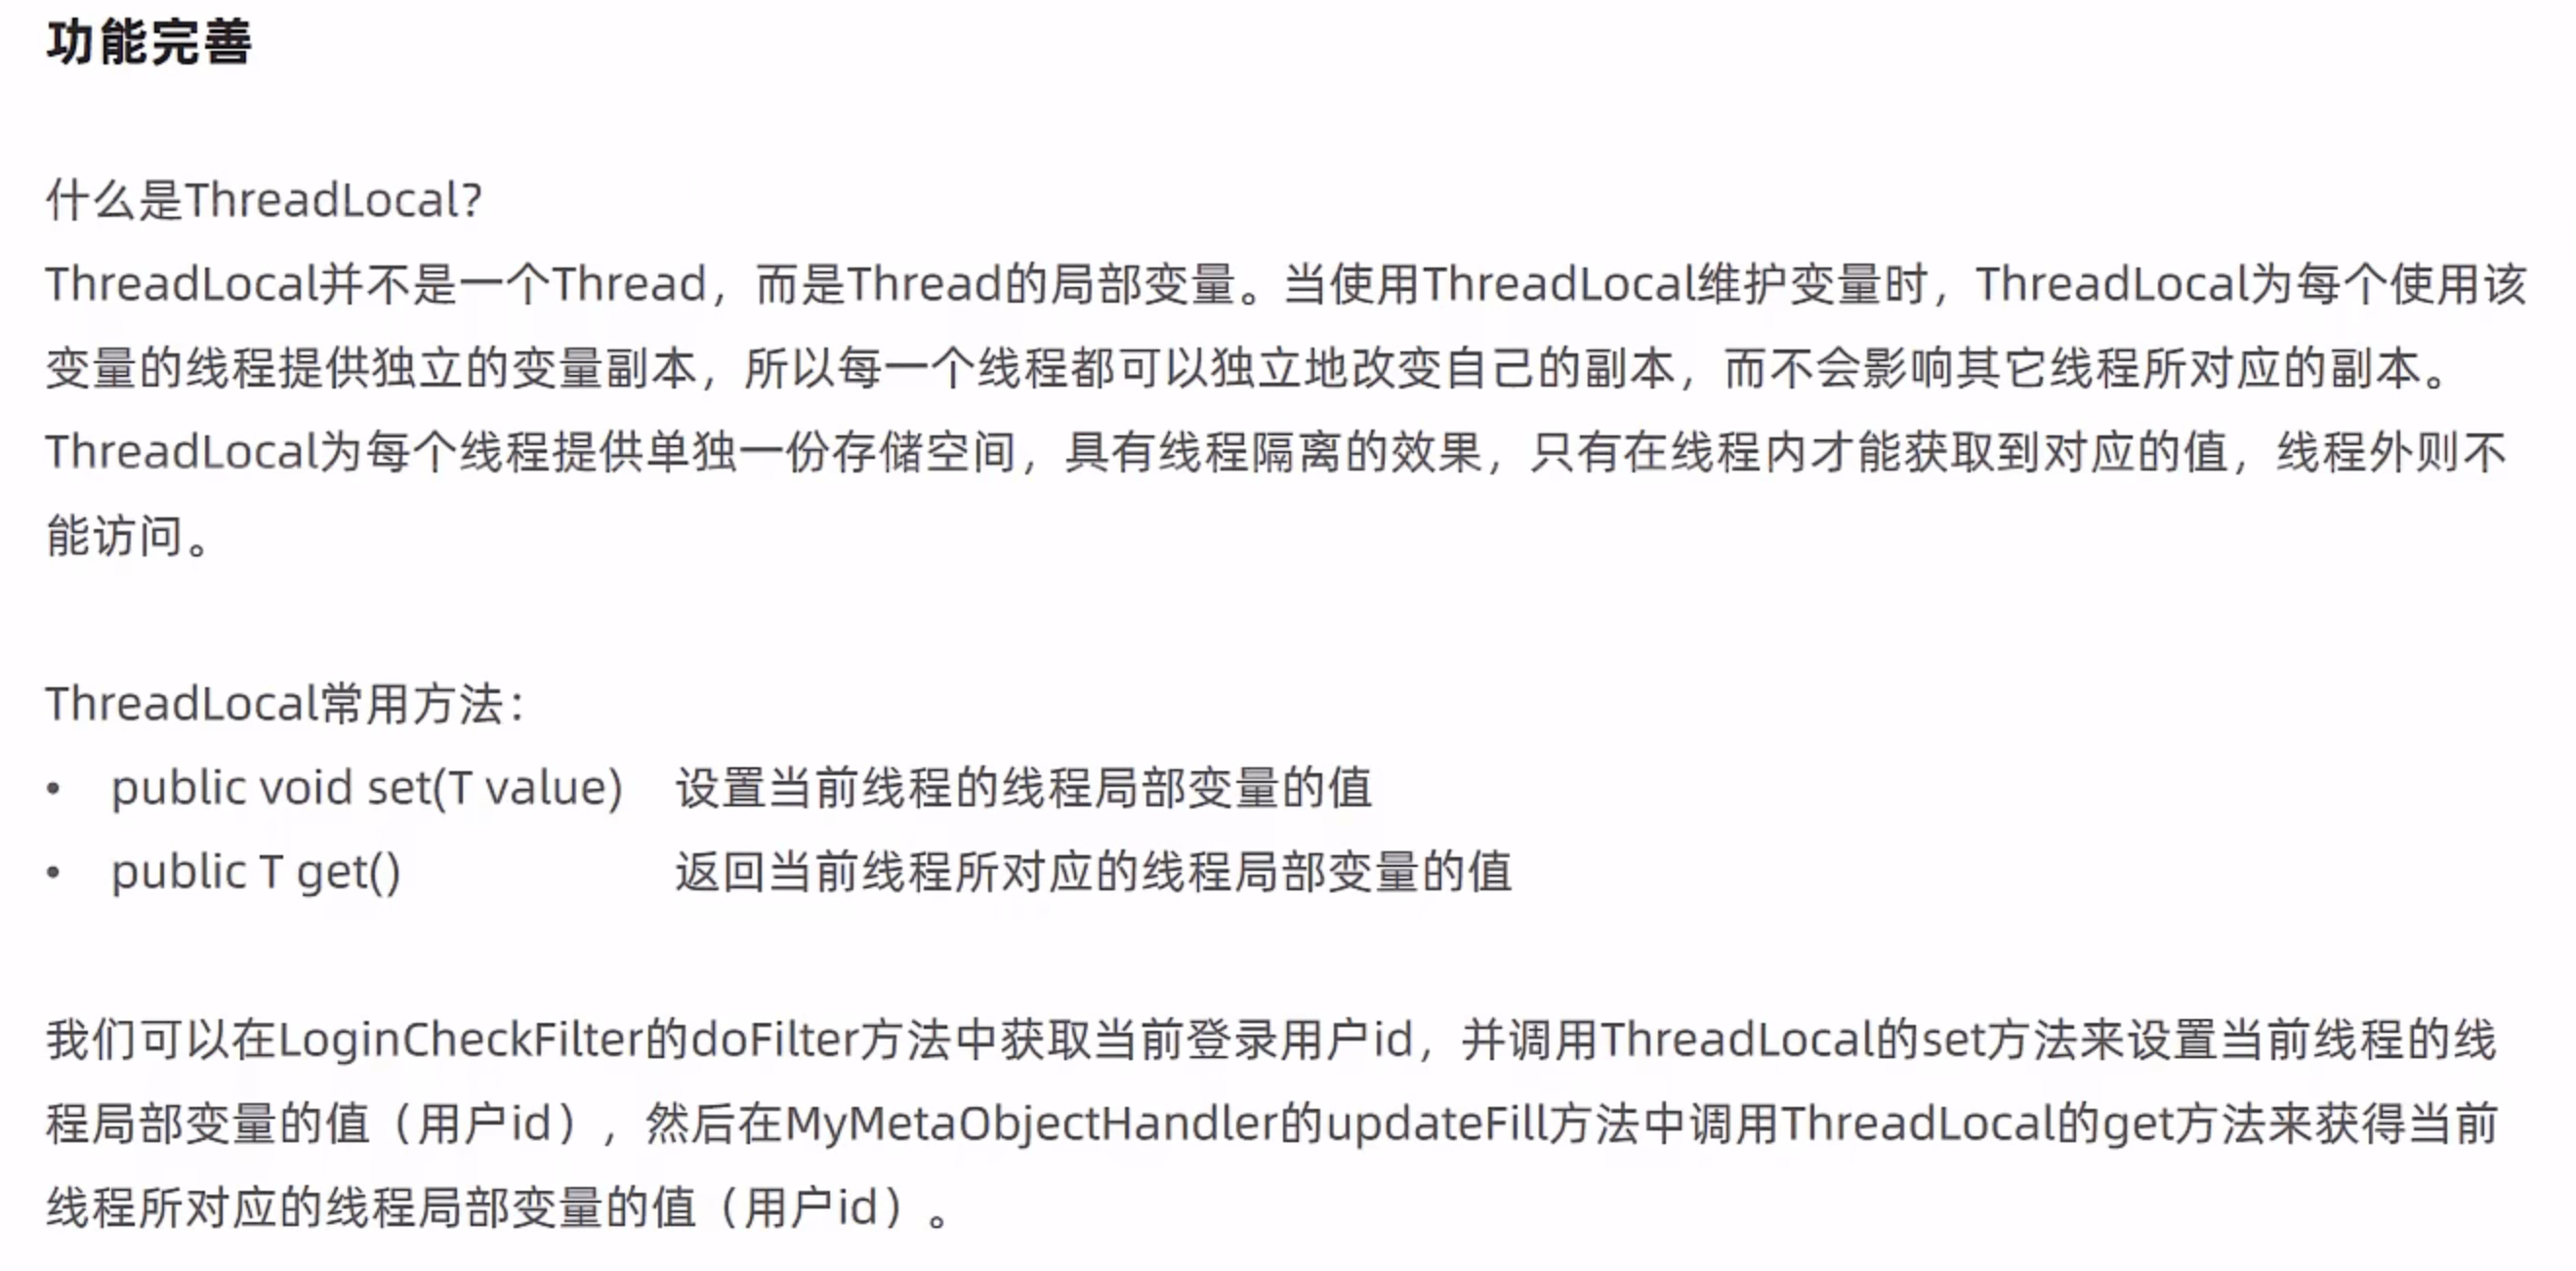 功能完善
什么是ThreadLocal?
ThreadLocal并不是一个Thread，而是Thread的局部变量。当使用ThreadLocal维护变量时，ThreadLocal为每个使用该
变量的线程提供独立的变量副本，所以每一个线程都可以独立地改变自己的副本，而不会影响其它线程所对应的副本。
ThreadLocal为每个线程提供单独一份存储空间，具有线程隔离的效果，只有在线程内才能获取到对应的值，线程外则不
能访问。
ThreadLocal常用方法：
• public void set(T value) 设置当前线程的线程局部变量的值
• public T get() 返回当前线程所对应的线程局部变量的值
我们可以在LoginCheckFilter的doFilter方法中获取当前登录用户id，并调用ThreadLocal的set方法来设置当前线程的线
程局部变量的值（用户id），然后在MyMetaObjectHandler的updateFill方法中调用ThreadLocal的get方法来获得当前
线程所对应的线程局部变量的值（用户id）。